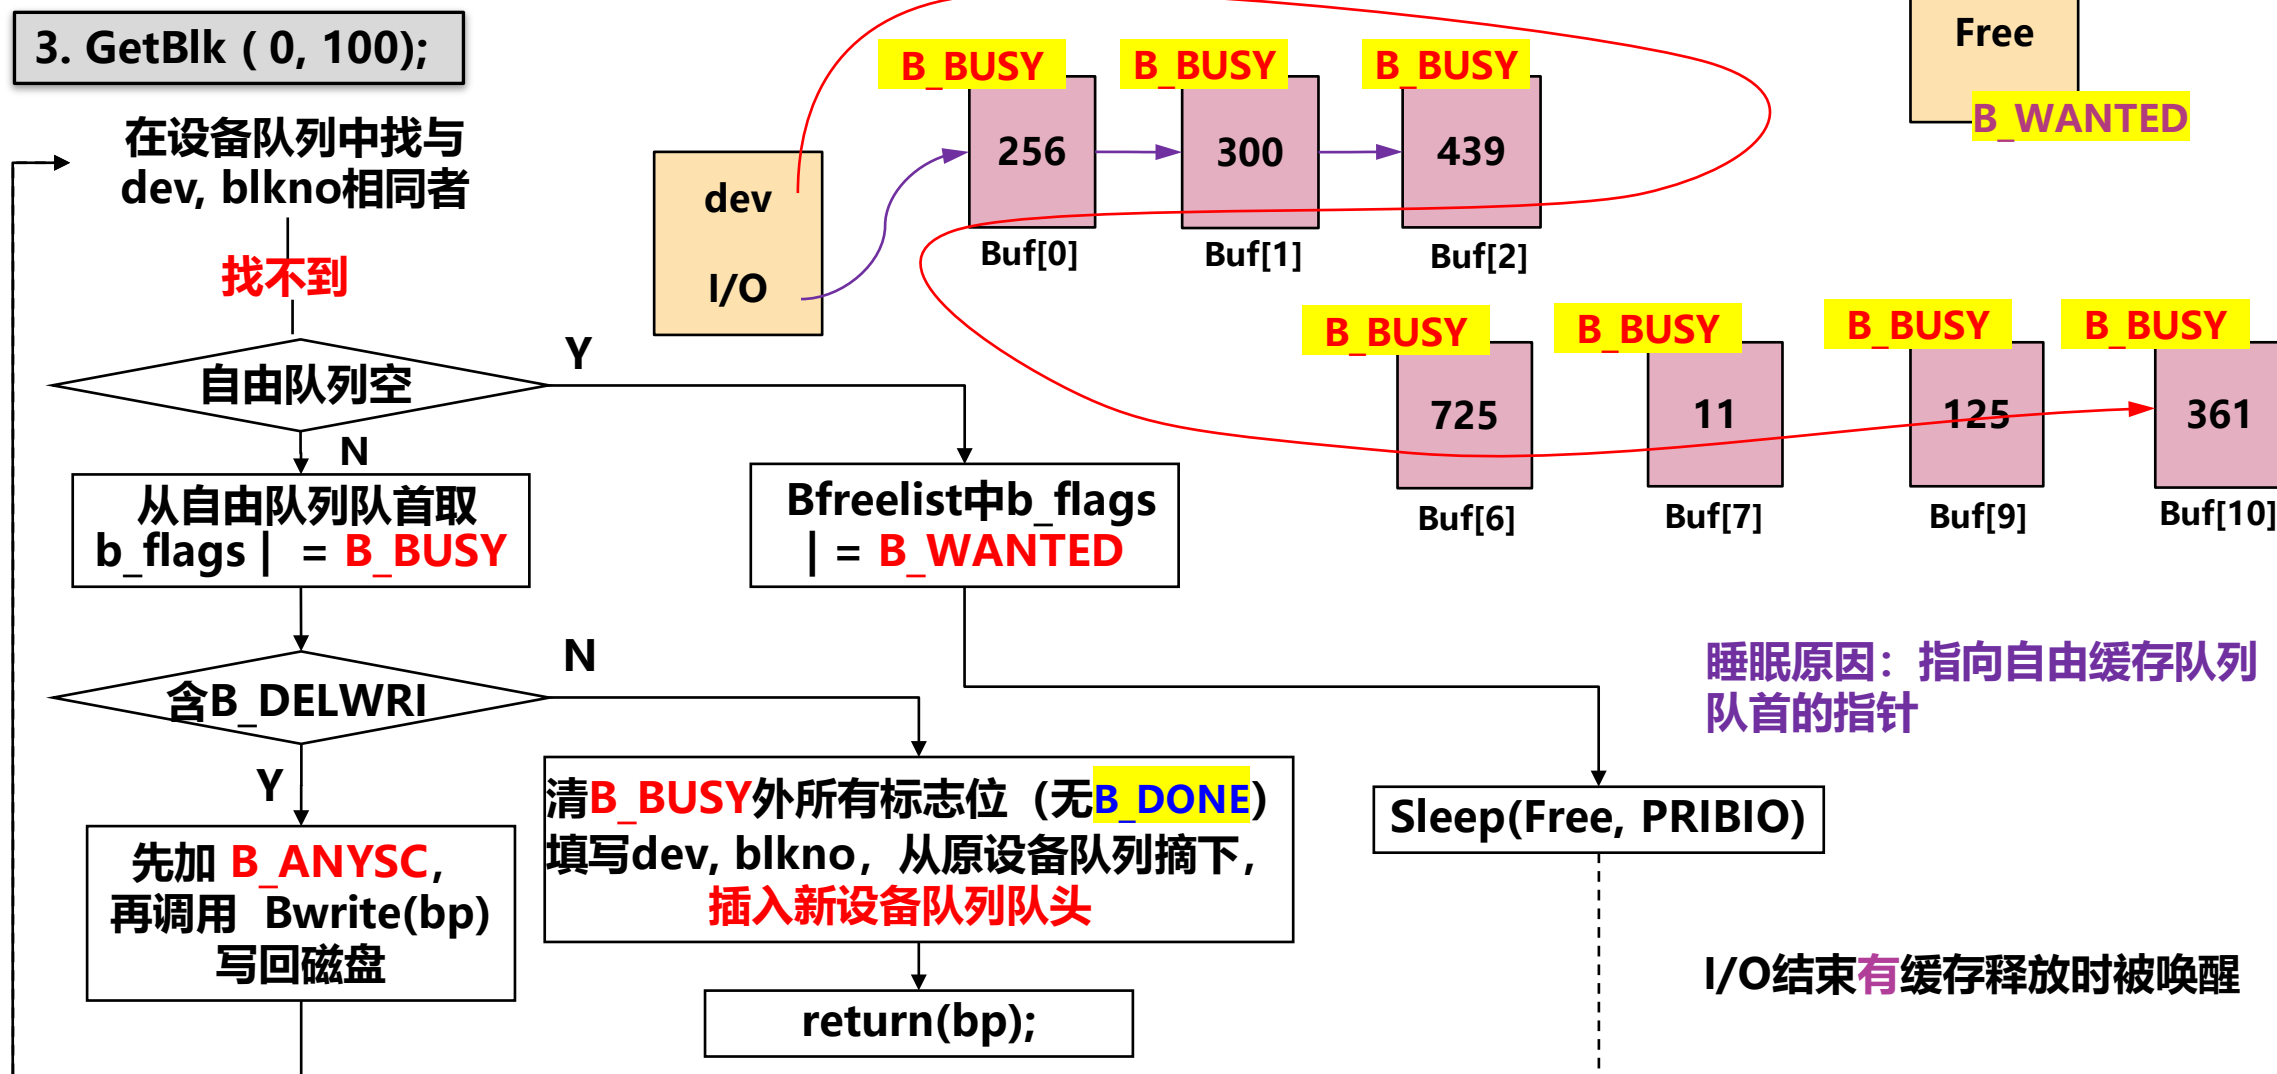 3. GetBlk ( 0, 100);
在设备队列中找与
dev, blkno相同者
找不到
自由队列空
Y
N
从自由队列队首取
b_flags | = B_BUSY
Bfreelist中b_flags
| = B_WANTED
含B_DELWRI
N
Y
先加 B_ANYSC,
再调用 Bwrite(bp)
写回磁盘
清B_BUSY外所有标志位（无B_DONE）
填写dev, blkno，从原设备队列摘下，
插入新设备队列队头
return(bp);
Sleep(Free, PRIBIO)
dev
I/O
B_BUSY
256
Buf[0]
B_BUSY
300
Buf[1]
B_BUSY
439
Buf[2]
Free
B_WANTED
B_BUSY
725
Buf[6]
B_BUSY
11
Buf[7]
B_BUSY
125
Buf[9]
B_BUSY
361
Buf[10]
睡眠原因：指向自由缓存队列
队首的指针
I/O结束有缓存释放时被唤醒